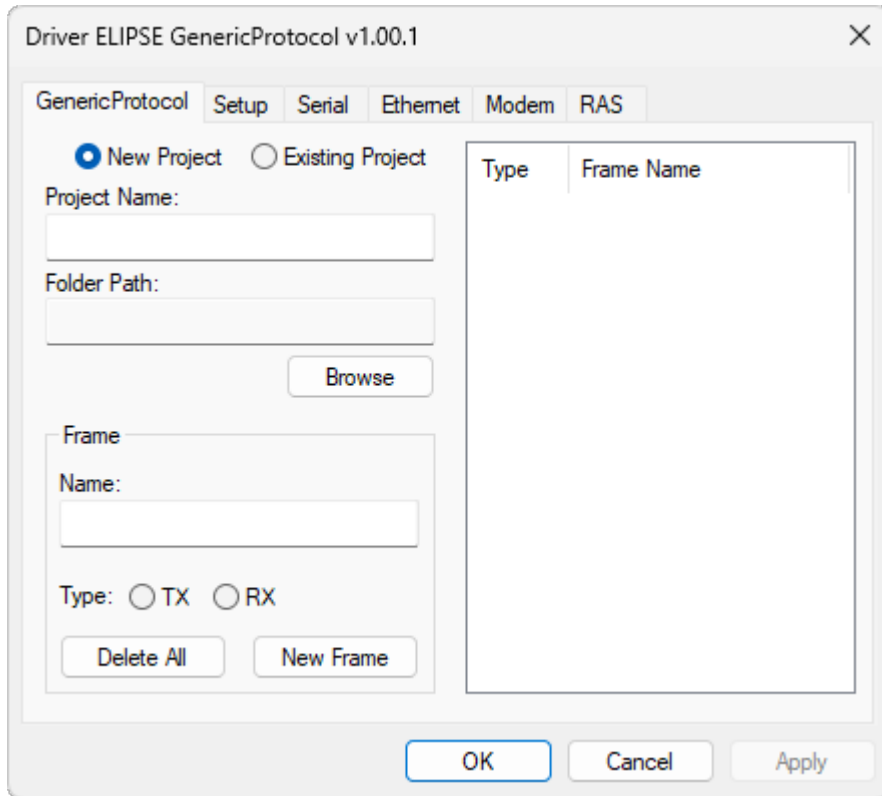 Driver ELIPSE GenericProtocol v1.00.1
GenericProtocol Setup Serial Ethernet Modem RAS
New Project Existing Project
Project Name:
Folder Path:
Browse
Frame
Name:
Type: TX RX
Delete All New Frame
Type Frame Name
OK Cancel Apply